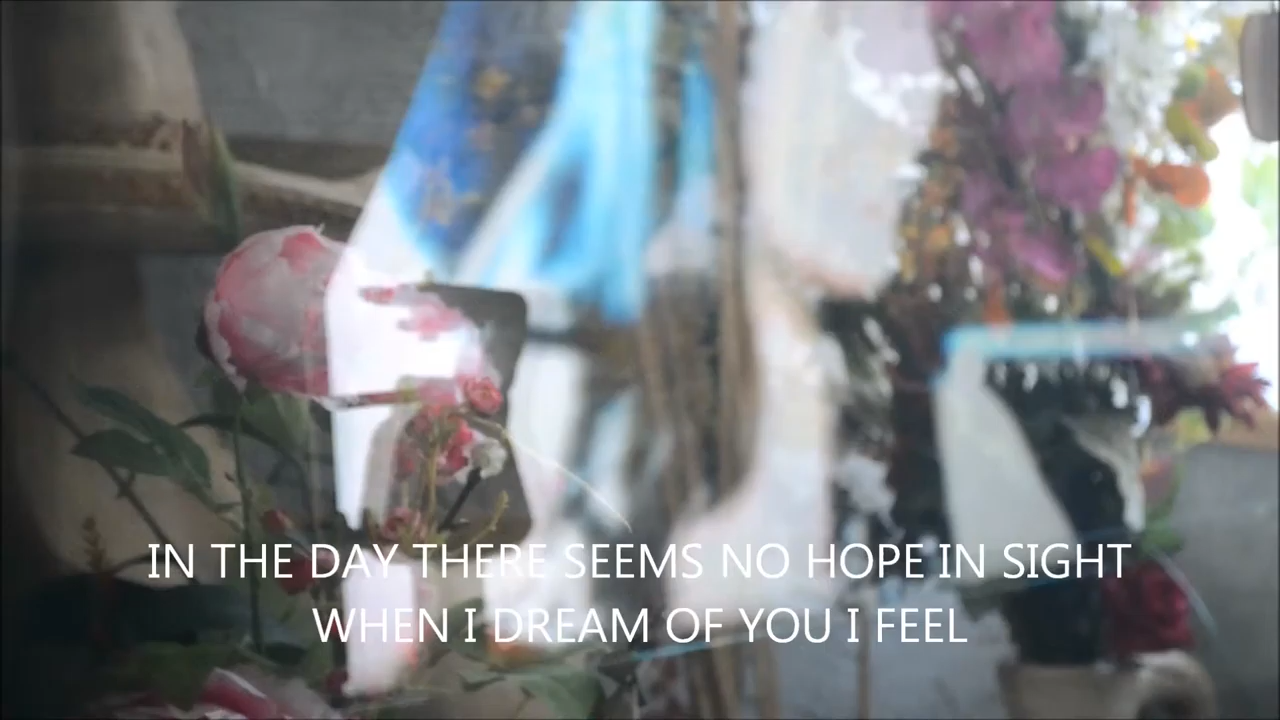 IN THE DAY THERE SEEMS NO HOPE IN SIGHT
WHEN I DREAM OF YOU I FEEL